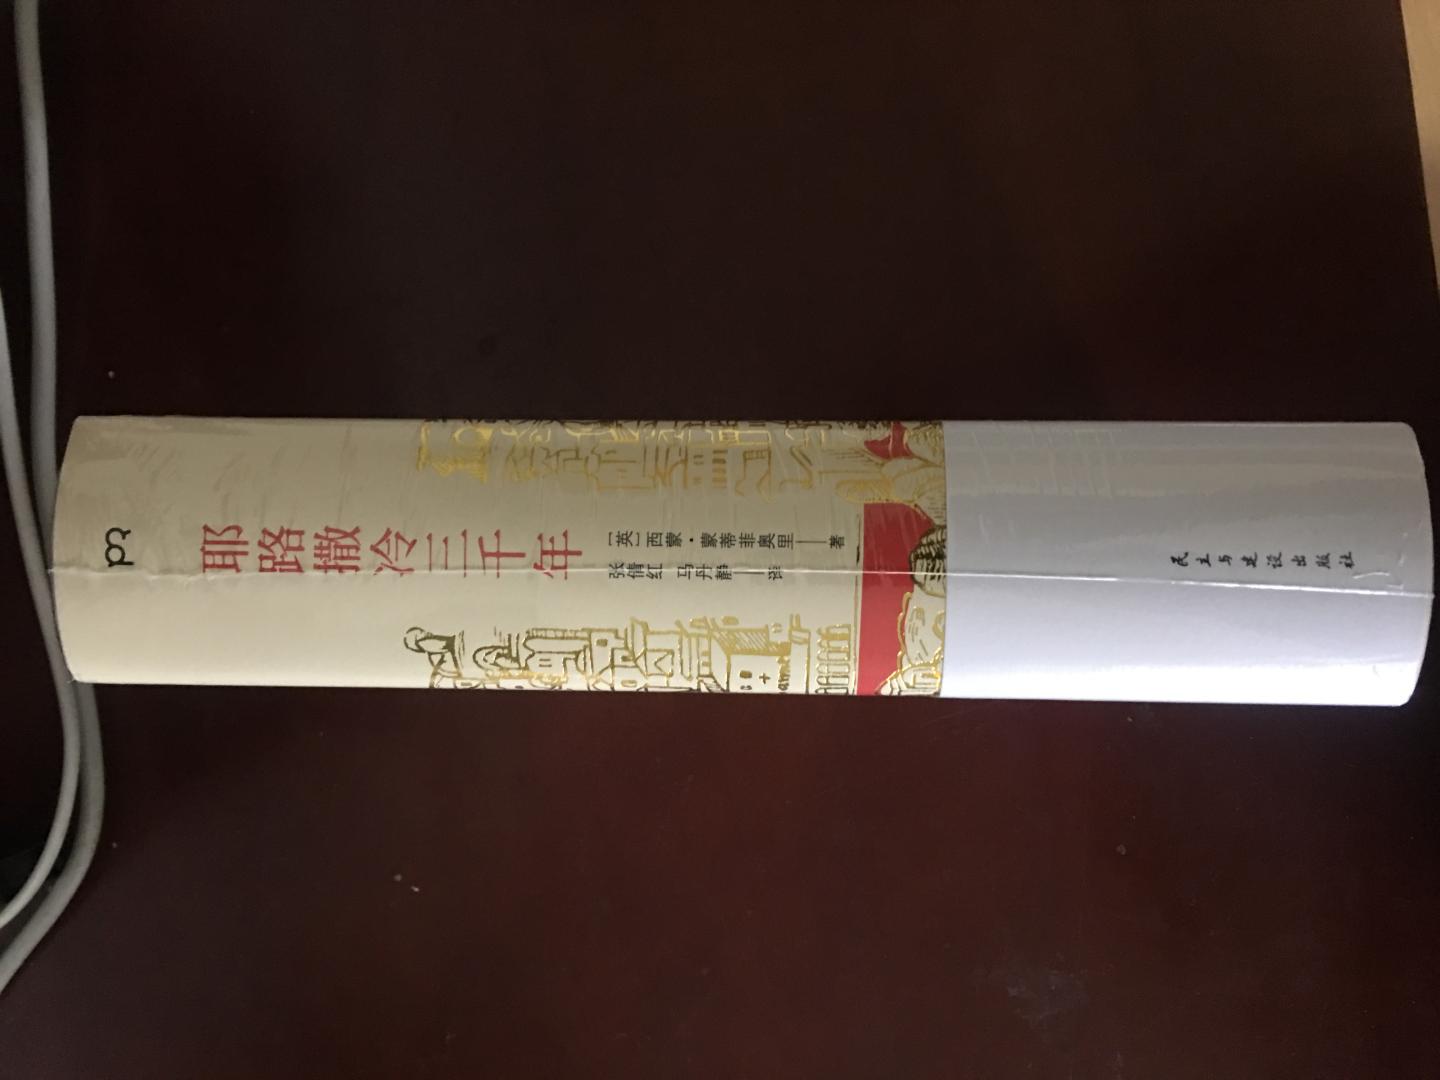 耶路撒冷三千年
[英]西蒙·蒙蒂菲奥里——著
张倩红 马丹静——译
民主与建设出版社